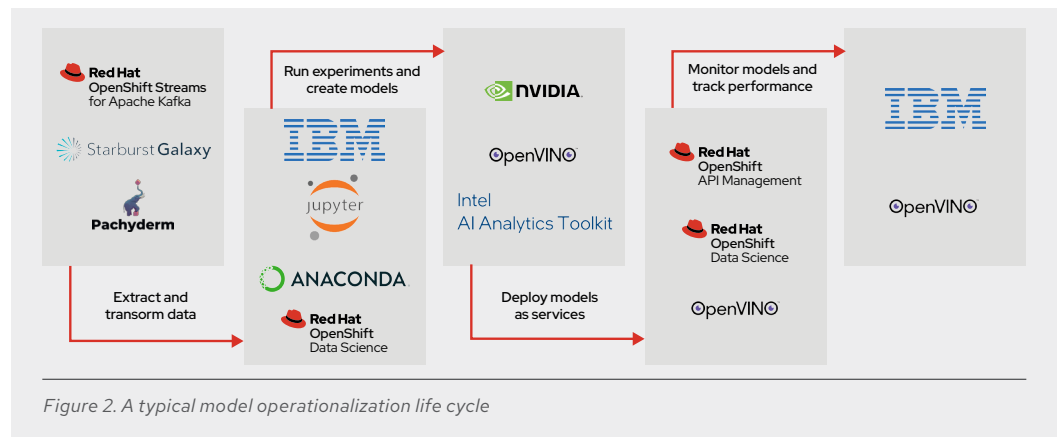 Red Hat
OpenShift Streams
for Apache Kafka
Starburst Galaxy
Pachyderm
Extract and
transorm data
Run experiments and
create models
IBM
jupyter
ANACONDA.
Red Hat
OpenShift
Data Science
NVIDIA.
OpenVINO™
Intel
AI Analytics Toolkit
Deploy models
as services
Monitor models and
track performance
Red Hat
OpenShift
API Management
Red Hat
OpenShift
Data Science
OpenVINO™
IBM
OpenVINO™
Figure 2. A typical model operationalization life cycle